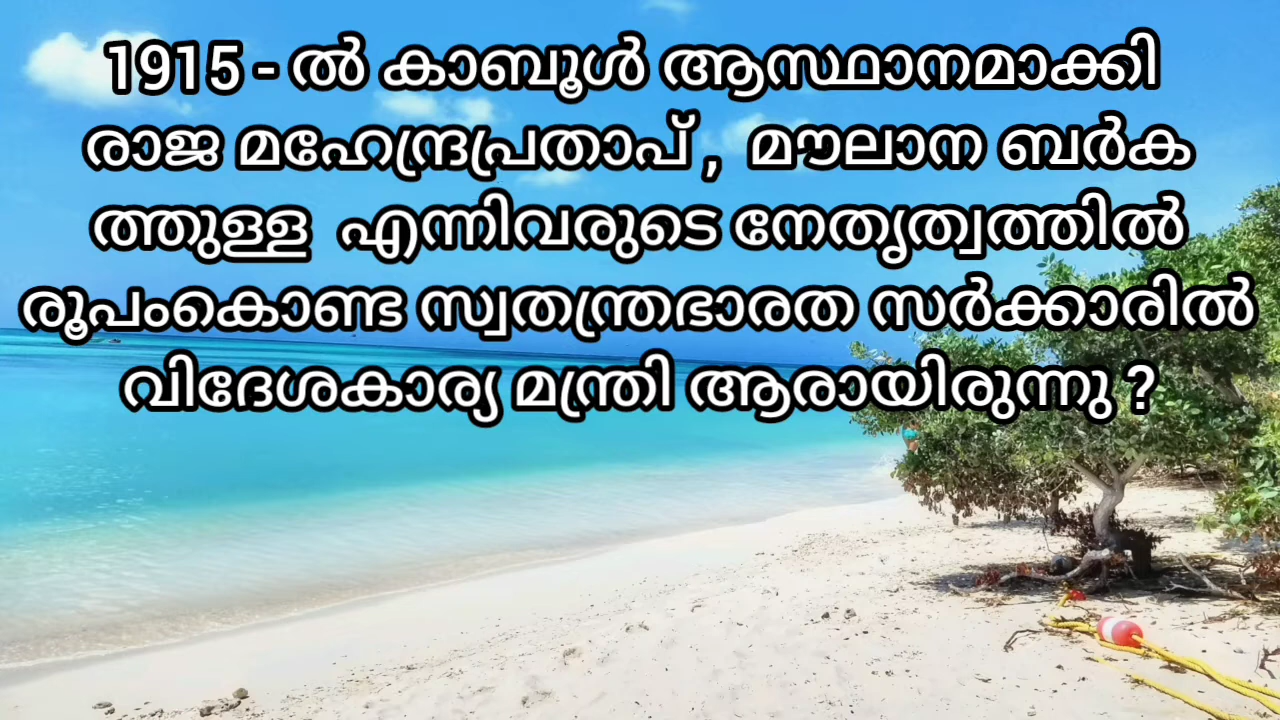 1915 - ൽ കാബൂൾ ആസ്ഥാനമാക്കി
രാജ മഹേന്ദ്രപ്രതാപ് , മൗലാന ബർക
ത്തുള്ള എന്നിവരുടെ നേതൃത്വത്തിൽ
രൂപംകൊണ്ട സ്വതന്ത്രഭാരത സർക്കാരിൽ
വിദേശകാര്യ മന്ത്രി ആരായിരുന്നു ?